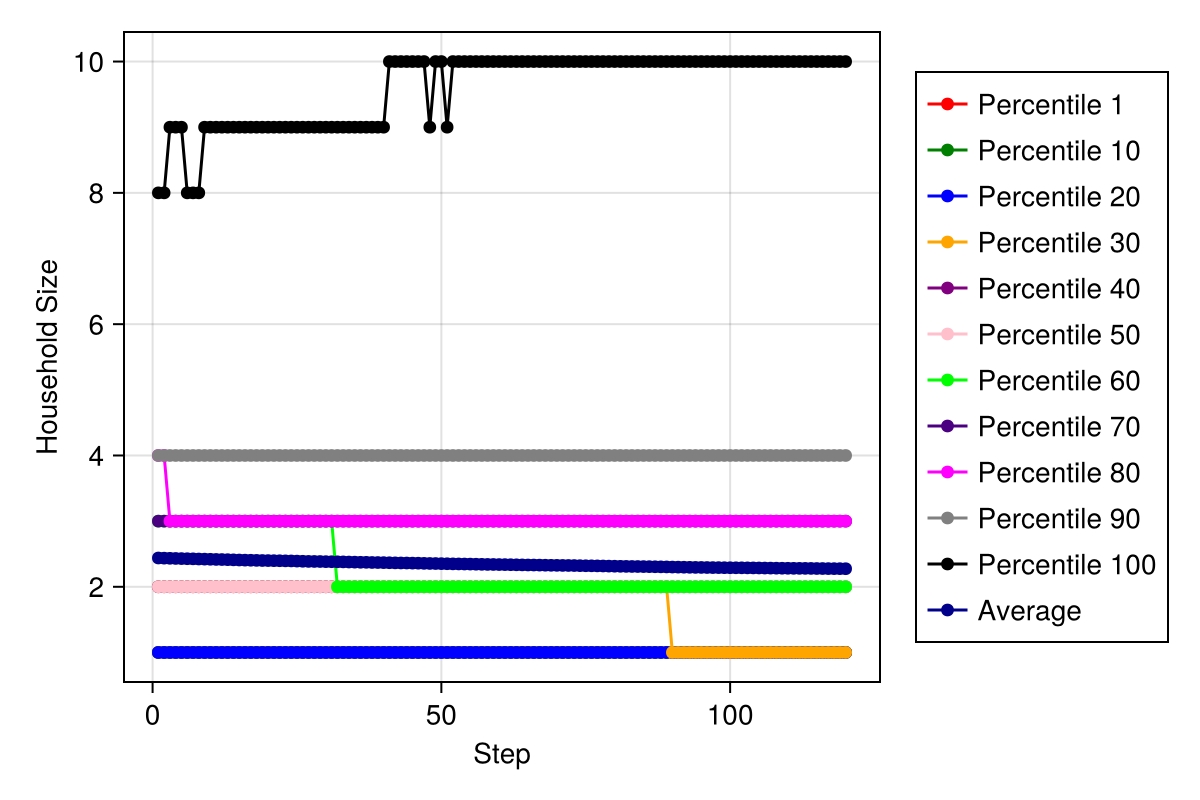 10
8
6
4
2
Household Size
0
50
100
Step
Percentile 1
Percentile 10
Percentile 20
Percentile 30
Percentile 40
Percentile 50
Percentile 60
Percentile 70
Percentile 80
Percentile 90
Percentile 100
Average